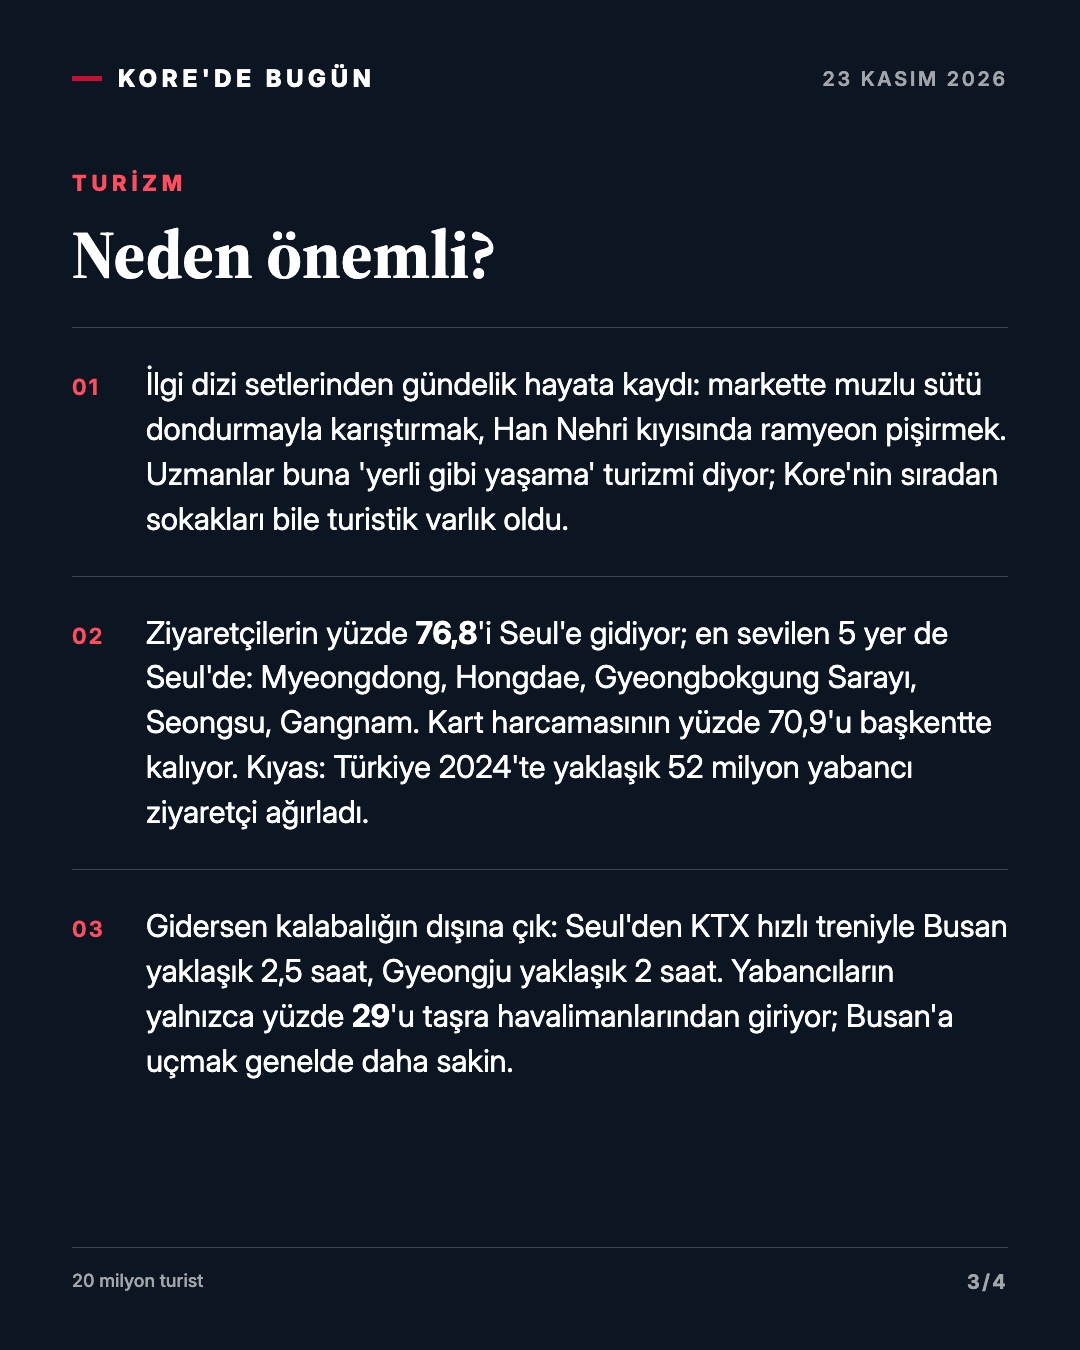 KORE'DE BUGÜN
23 KASIM 2026
TURİZM
Neden önemli?
01
İlgi dizi setlerinden gündelik hayata kaydı: markette muzlu sütü
dondurmayla karıştırmak, Han Nehri kıyısında ramyeon pişirmek.
Uzmanlar buna 'yerli gibi yaşama' turizmi diyor; Kore'nin sıradan
sokakları bile turistik varlık oldu.
02
Ziyaretçilerin yüzde 76,8'i Seul'e gidiyor; en sevilen 5 yer de
Seul'de: Myeongdong, Hongdae, Gyeongbokgung Sarayı,
Seongsu, Gangnam. Kart harcamasının yüzde 70,9'u başkentte
kalıyor. Kıyas: Türkiye 2024'te yaklaşık 52 milyon yabancı
ziyaretçi ağırladı.
03
Gidersen kalabalığın dışına çık: Seul'den KTX hızlı treniyle Busan
yaklaşık 2,5 saat, Gyeongju yaklaşık 2 saat. Yabancıların
yalnızca yüzde 29'u taşra havalimanlarından giriyor; Busan'a
uçmak genelde daha sakin.
20 milyon turist
3/4